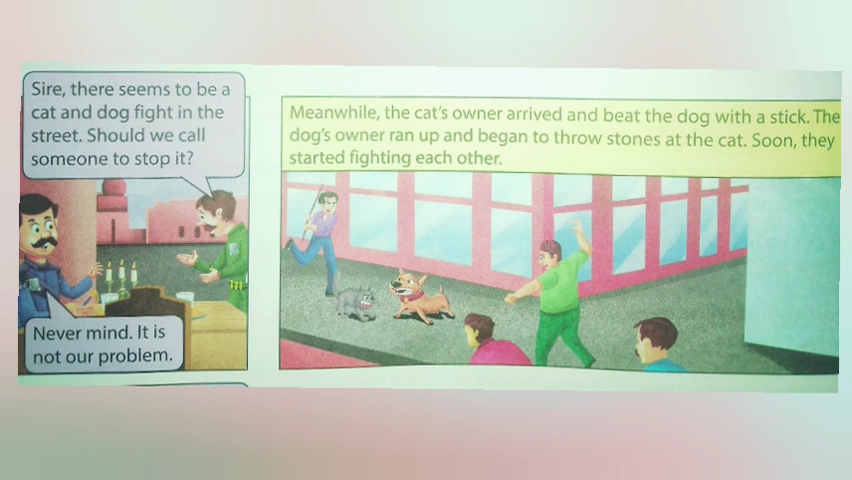 Sire, there seems to be a
cat and dog fight in the
street. Should we call
someone to stop it?
Never mind. It is
not our problem.
Meanwhile, the cat's owner arrived and beat the dog with a stick. The
dog's owner ran up and began to throw stones at the cat. Soon, they
started fighting each other.